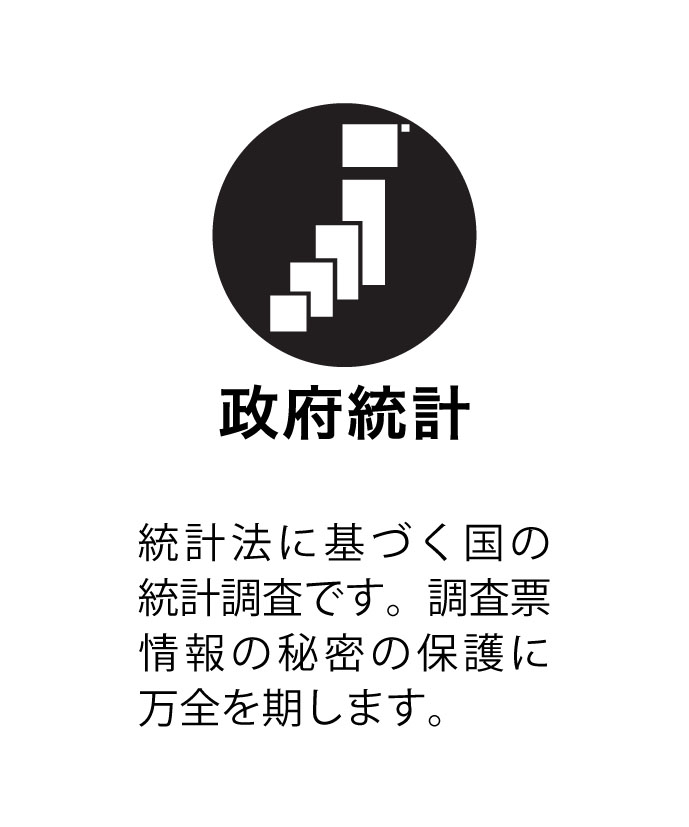 政府統計
統計法に基づく国の
統計調査です。調査票
情報の秘密の保護に
万全を期します。